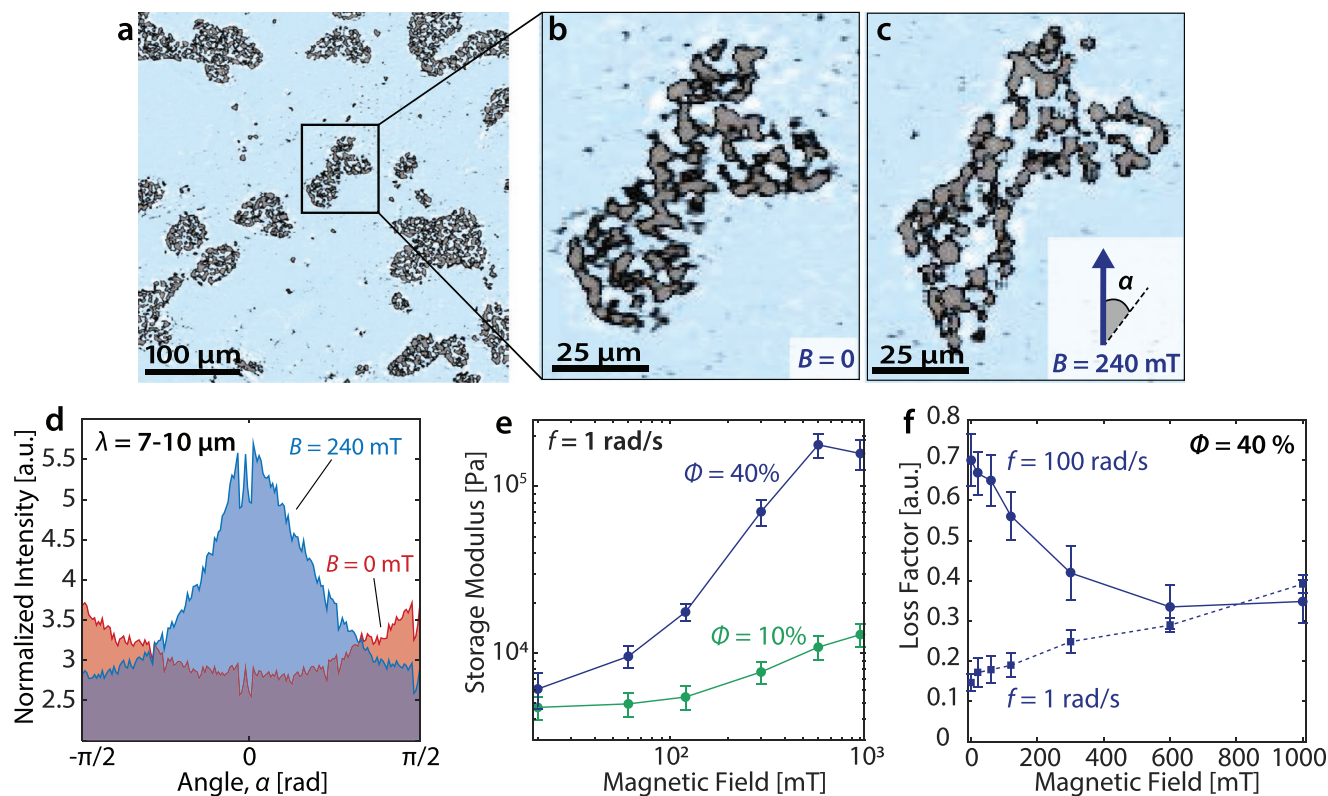 a
100 μm
b
25 μm
B = 0
c
25 μm
α
B = 240 mT
d
λ = 7-10 μm
B = 240 mT
B = 0 mT
Normalized Intensity [a.u.]
5.5
5
4.5
4
3.5
3
2.5
-π/2
0
π/2
Angle, α [rad]
e
f = 1 rad/s
Φ = 40%
Φ = 10%
Storage Modulus [Pa]
10⁵
10⁴
10²
10³
Magnetic Field [mT]
f
Φ = 40 %
f = 100 rad/s
f = 1 rad/s
Loss Factor [a.u.]
0.8
0.7
0.6
0.5
0.4
0.3
0.2
0.1
0
0
200
400
600
800
1000
Magnetic Field [mT]